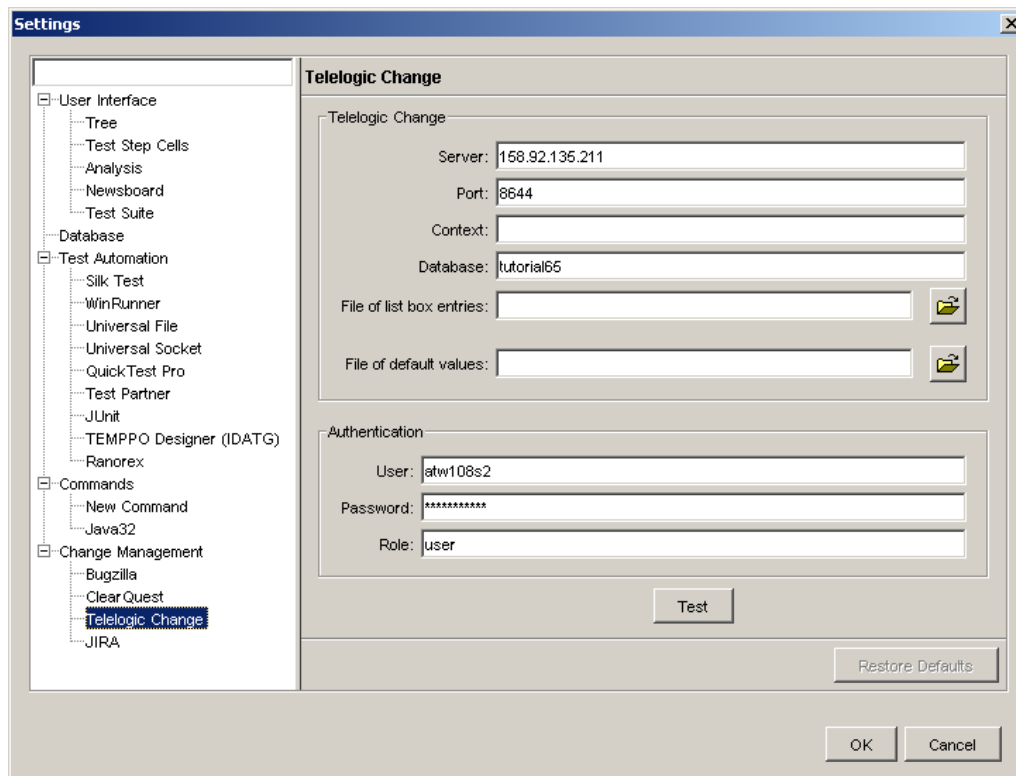 Settings
User Interface
Tree
Test Step Cells
Analysis
Newsboard
Test Suite
Database
Test Automation
Silk Test
WinRunner
Universal File
Universal Socket
QuickTest Pro
Test Partner
JUnit
TEMPPO Designer (IDATG)
Ranorex
Commands
New Command
Java32
Change Management
Bugzilla
ClearQuest
Telelogic Change
JIRA
Telelogic Change
Telelogic Change
Server: 158.92.135.211
Port: 8644
Context:
Database: tutorial65
File of list box entries:
File of default values:
Authentication
User: atw108s2
Password: ***********
Role: user
Test
Restore Defaults
OK Cancel